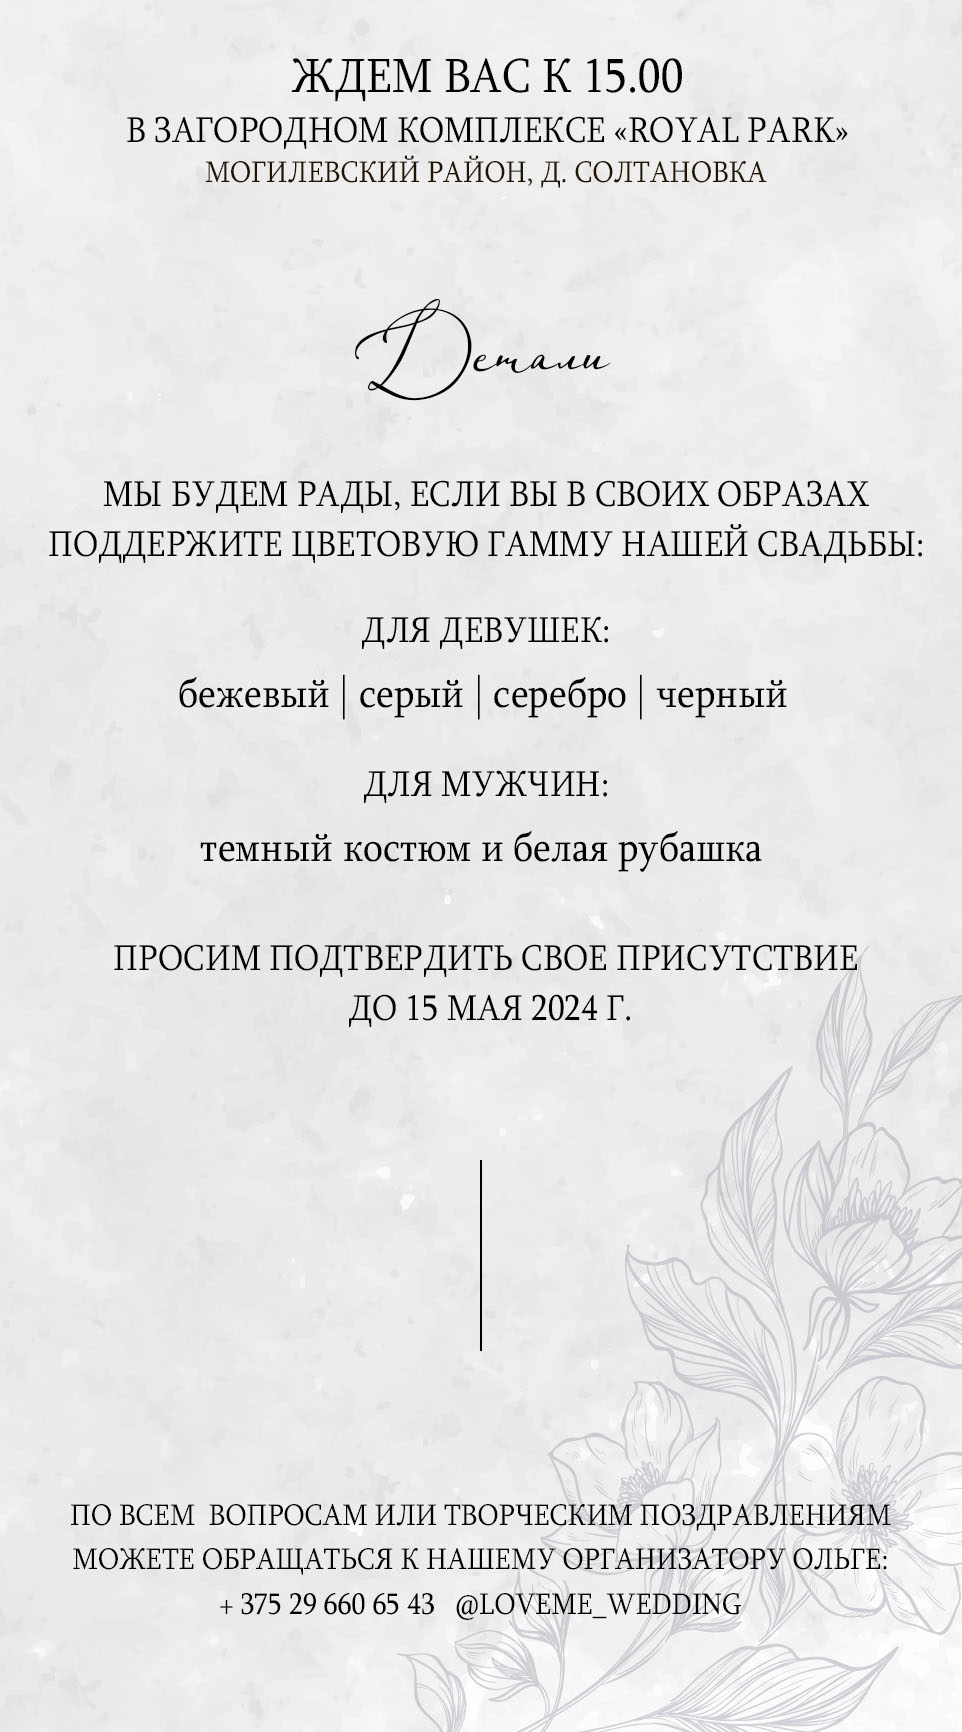 ЖДЕМ ВАС К 15.00
В ЗАГОРОДНОМ КОМПЛЕКСЕ «ROYAL PARK»
МОГИЛЕВСКИЙ РАЙОН, Д. СОЛТАНОВКА
Детали
МЫ БУДЕМ РАДЫ, ЕСЛИ ВЫ В СВОИХ ОБРАЗАХ
ПОДДЕРЖИТЕ ЦВЕТОВУЮ ГАММУ НАШЕЙ СВАДЬБЫ:
ДЛЯ ДЕВУШЕК:
бежевый | серый | серебро | черный
ДЛЯ МУЖЧИН:
темный костюм и белая рубашка
ПРОСИМ ПОДТВЕРДИТЬ СВОЕ ПРИСУТСТВИЕ
ДО 15 МАЯ 2024 Г.
ПО ВСЕМ ВОПРОСАМ ИЛИ ТВОРЧЕСКИМ ПОЗДРАВЛЕНИЯМ
МОЖЕТЕ ОБРАЩАТЬСЯ К НАШЕМУ ОРГАНИЗАТОРУ ОЛЬГЕ:
+ 375 29 660 65 43 @LOVEME_WEDDING